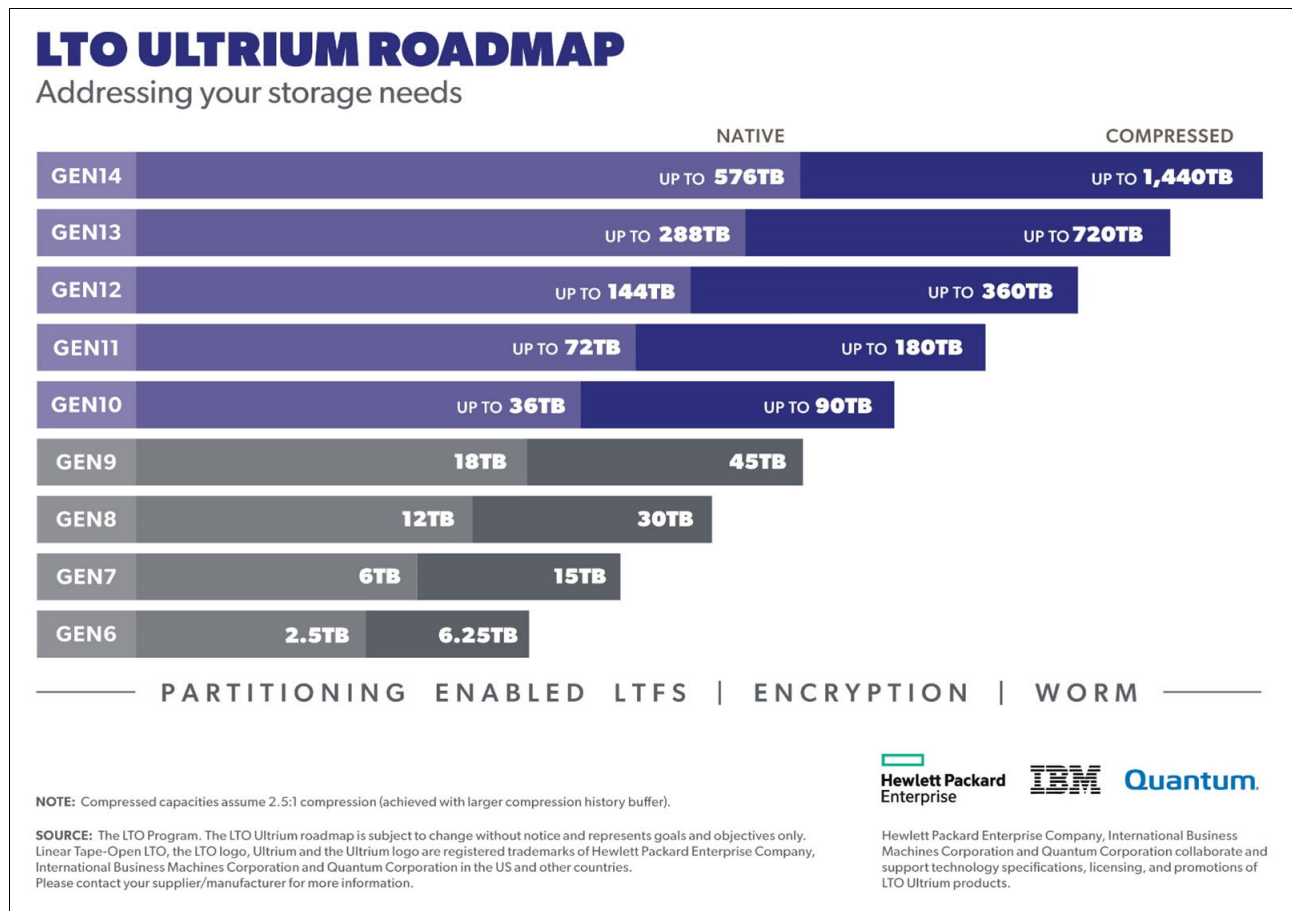 LTO ULTRIUM ROADMAP
Addressing your storage needs
NATIVE COMPRESSED
GEN14 UP TO 576TB UP TO 1,440TB
GEN13 UP TO 288TB UP TO 720TB
GEN12 UP TO 144TB UP TO 360TB
GEN11 UP TO 72TB UP TO 180TB
GEN10 UP TO 36TB UP TO 90TB
GEN9 18TB 45TB
GEN8 12TB 30TB
GEN7 6TB 15TB
GEN6 2.5TB 6.25TB
PARTITIONING ENABLED LTFS | ENCRYPTION | WORM
Hewlett Packard
Enterprise
IBM
Quantum.
NOTE: Compressed capacities assume 2.5:1 compression (achieved with larger compression history buffer).
SOURCE: The LTO Program. The LTO Ultrium roadmap is subject to change without notice and represents goals and objectives only.
Linear Tape-Open LTO, the LTO logo, Ultrium and the Ultrium logo are registered trademarks of Hewlett Packard Enterprise Company,
International Business Machines Corporation and Quantum Corporation in the US and other countries.
Please contact your supplier/manufacturer for more information.
Hewlett Packard Enterprise Company, International Business
Machines Corporation and Quantum Corporation collaborate and
support technology specifications, licensing, and promotions of
LTO Ultrium products.